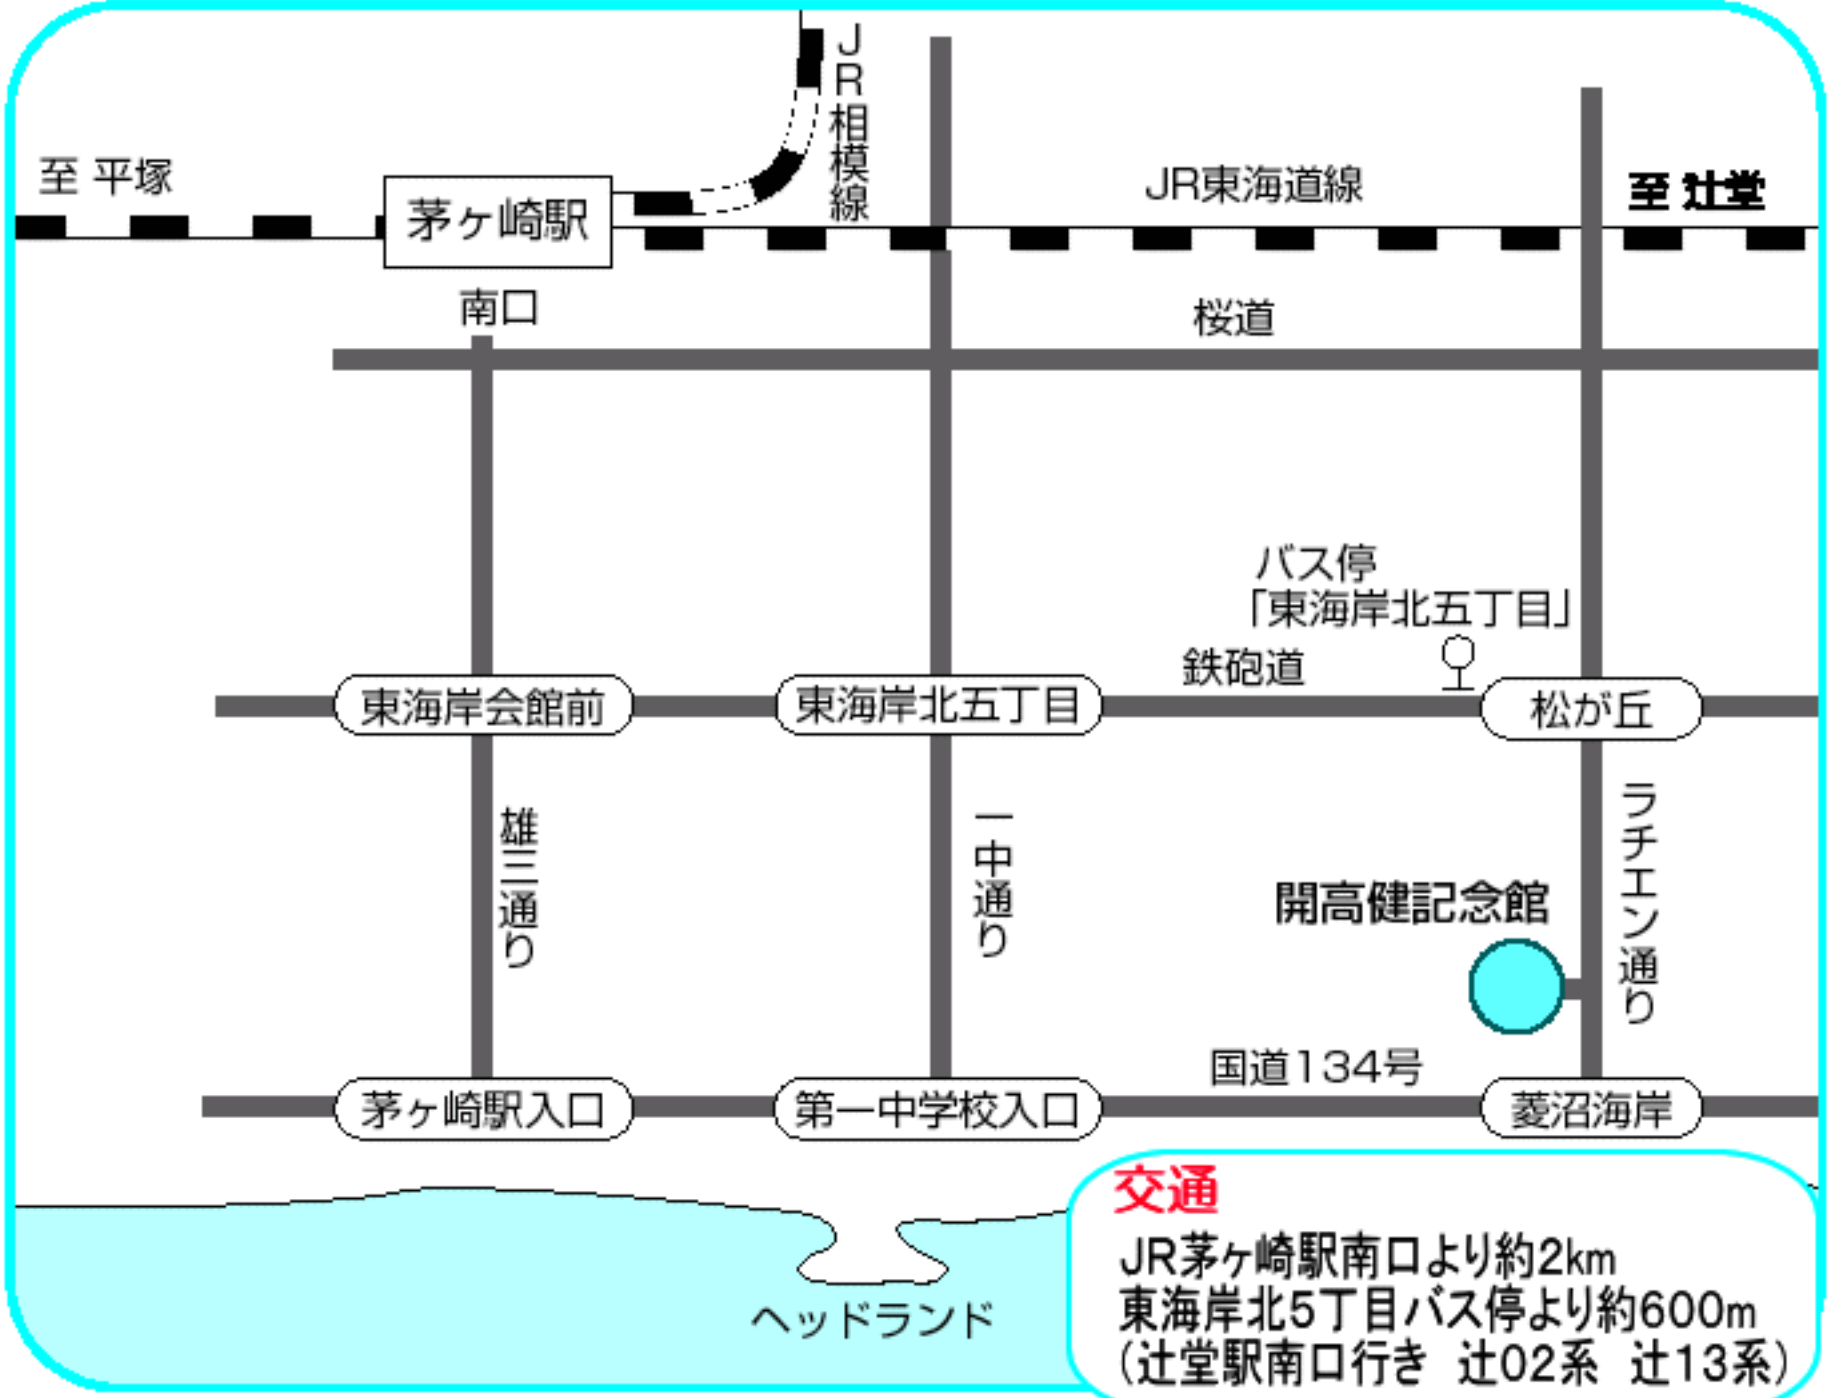 JR相模線
至 平塚
茅ヶ崎駅
JR東海道線
至 辻堂
南口
桜道
バス停
「東海岸北五丁目」
鉄砲道
東海岸会館前
東海岸北五丁目
松が丘
雄三通り
一中通り
ラチエン通り
開高健記念館
国道134号
茅ヶ崎駅入口
第一中学校入口
菱沼海岸
ヘッドランド
交通
JR茅ヶ崎駅南口より約2km
東海岸北5丁目バス停より約600m
(辻堂駅南口行き 辻02系 辻13系)